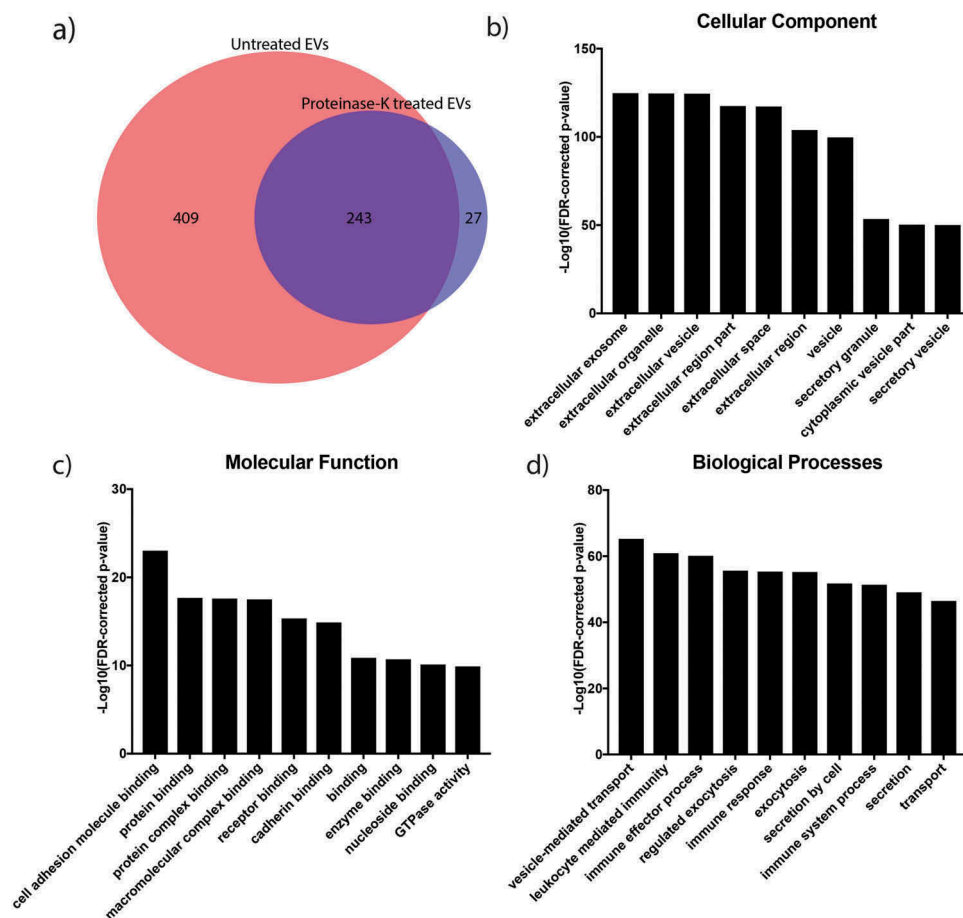 a)
Untreated EVs
Proteinase-K treated EVs
409
243
27
b)
Cellular Component
-Log10(FDR-corrected p-value)
150
100
50
0
extracellular exosome
extracellular organelle
extracellular vesicle
extracellular region part
extracellular space
extracellular region
vesicle
secretory granule
cytoplasmic vesicle part
secretory vesicle
c)
Molecular Function
-Log10(FDR-corrected p-value)
30
20
10
0
cell adhesion molecule binding
protein binding
protein complex binding
macromolecular complex binding
receptor binding
cadherin binding
binding
enzyme binding
nucleoside binding
GTPase activity
d)
Biological Processes
-Log10(FDR-corrected p-value)
80
60
40
20
0
vesicle-mediated transport
leukocyte mediated immunity
immune effector process
regulated exocytosis
immune response
exocytosis
secretion by cell
immune system process
secretion
transport